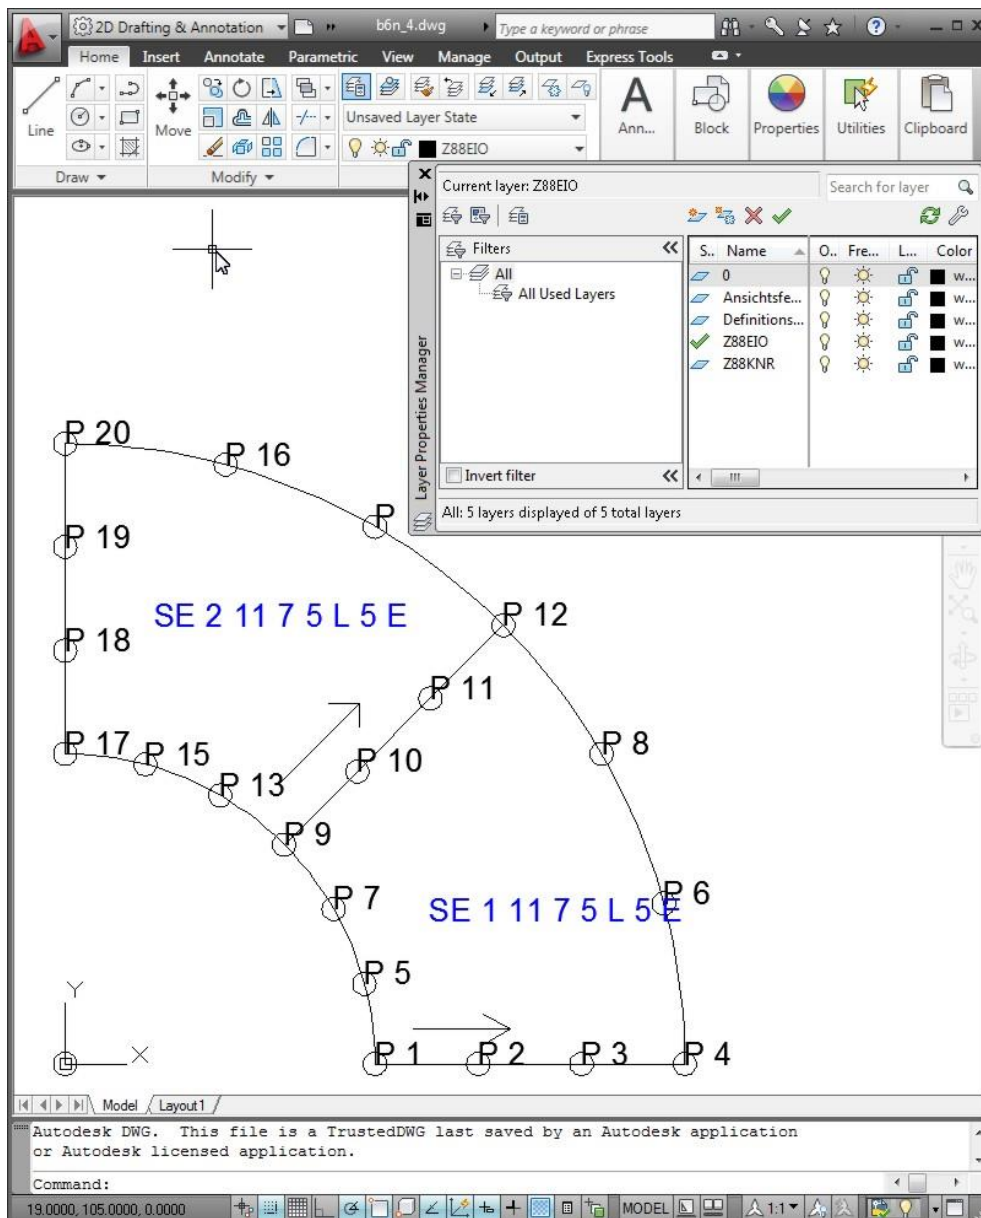 2D Drafting & Annotation b6n_4.dwg Type a keyword or phrase
Home Insert Annotate Parametric View Manage Output Express Tools
Line Move Unsaved Layer State Ann... Block Properties Utilities Clipboard
Z88EIO
Draw Modify
Current layer: Z88EIO Search for layer
Filters S.. Name O.. Fre... L... Color
All 0 w...
All Used Layers Ansichtsfe... w...
Definitions... w...
Z88EIO w...
Z88KNR w...
Layer Properties Manager
Invert filter
All: 5 layers displayed of 5 total layers
P 20
P 16
P
P 19
SE 2 11 7 5 L 5 E
P 12
P 18
P 11
P 17
P 15
P 10
P 8
P 13
P 9
P 7
SE 1 11 7 5 L 5 E
P 6
P 5
Y
X
P 1 P 2 P 3 P 4
Model Layout1
Autodesk DWG. This file is a TrustedDWG last saved by an Autodesk application
or Autodesk licensed application.
Command:
19.0000, 105.0000, 0.0000 MODEL 1:1